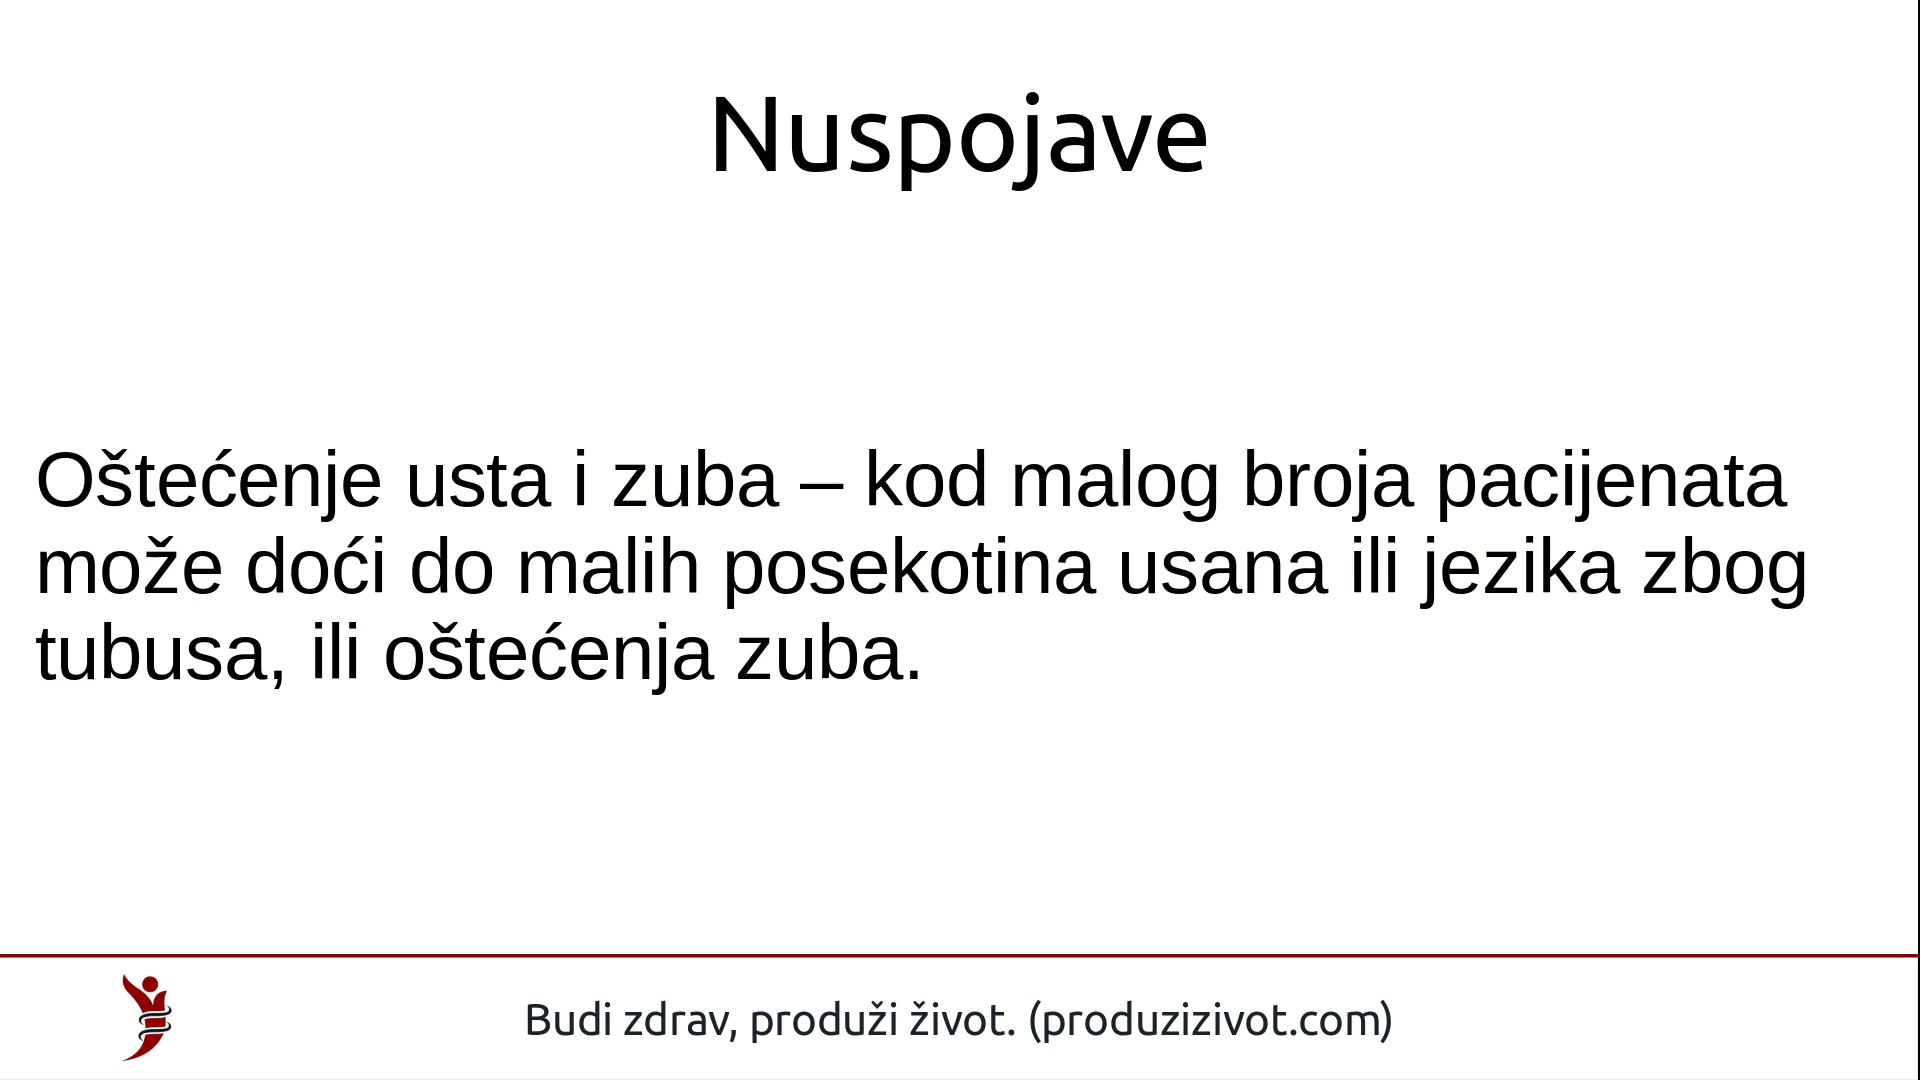 Nuspojave
Oštećenje usta i zuba – kod malog broja pacijenata
može doći do malih posekotina usana ili jezika zbog
tubusa, ili oštećenja zuba.
Budi zdrav, produži život. (produzizivot.com)